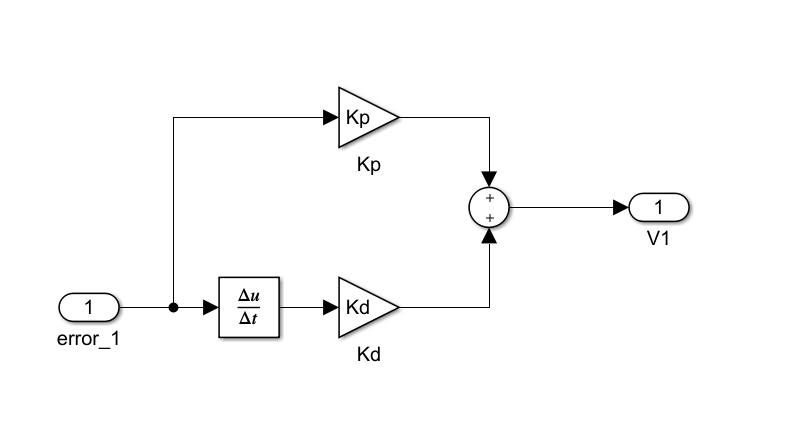 Kp
Kp
+
+
1
V1
1
error_1
Δu
Δt
Kd
Kd